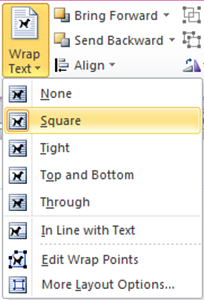 Wrap
Text
Bring Forward
Send Backward
Align
None
Square
Tight
Top and Bottom
Through
In Line with Text
Edit Wrap Points
More Layout Options...